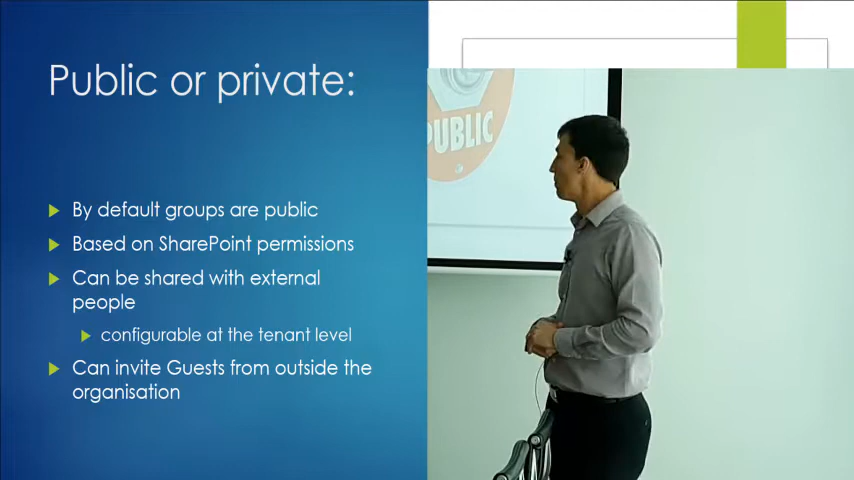 Public or private:
By default groups are public
Based on SharePoint permissions
Can be shared with external
people
configurable at the tenant level
Can invite Guests from outside the
organisation
PUBLIC